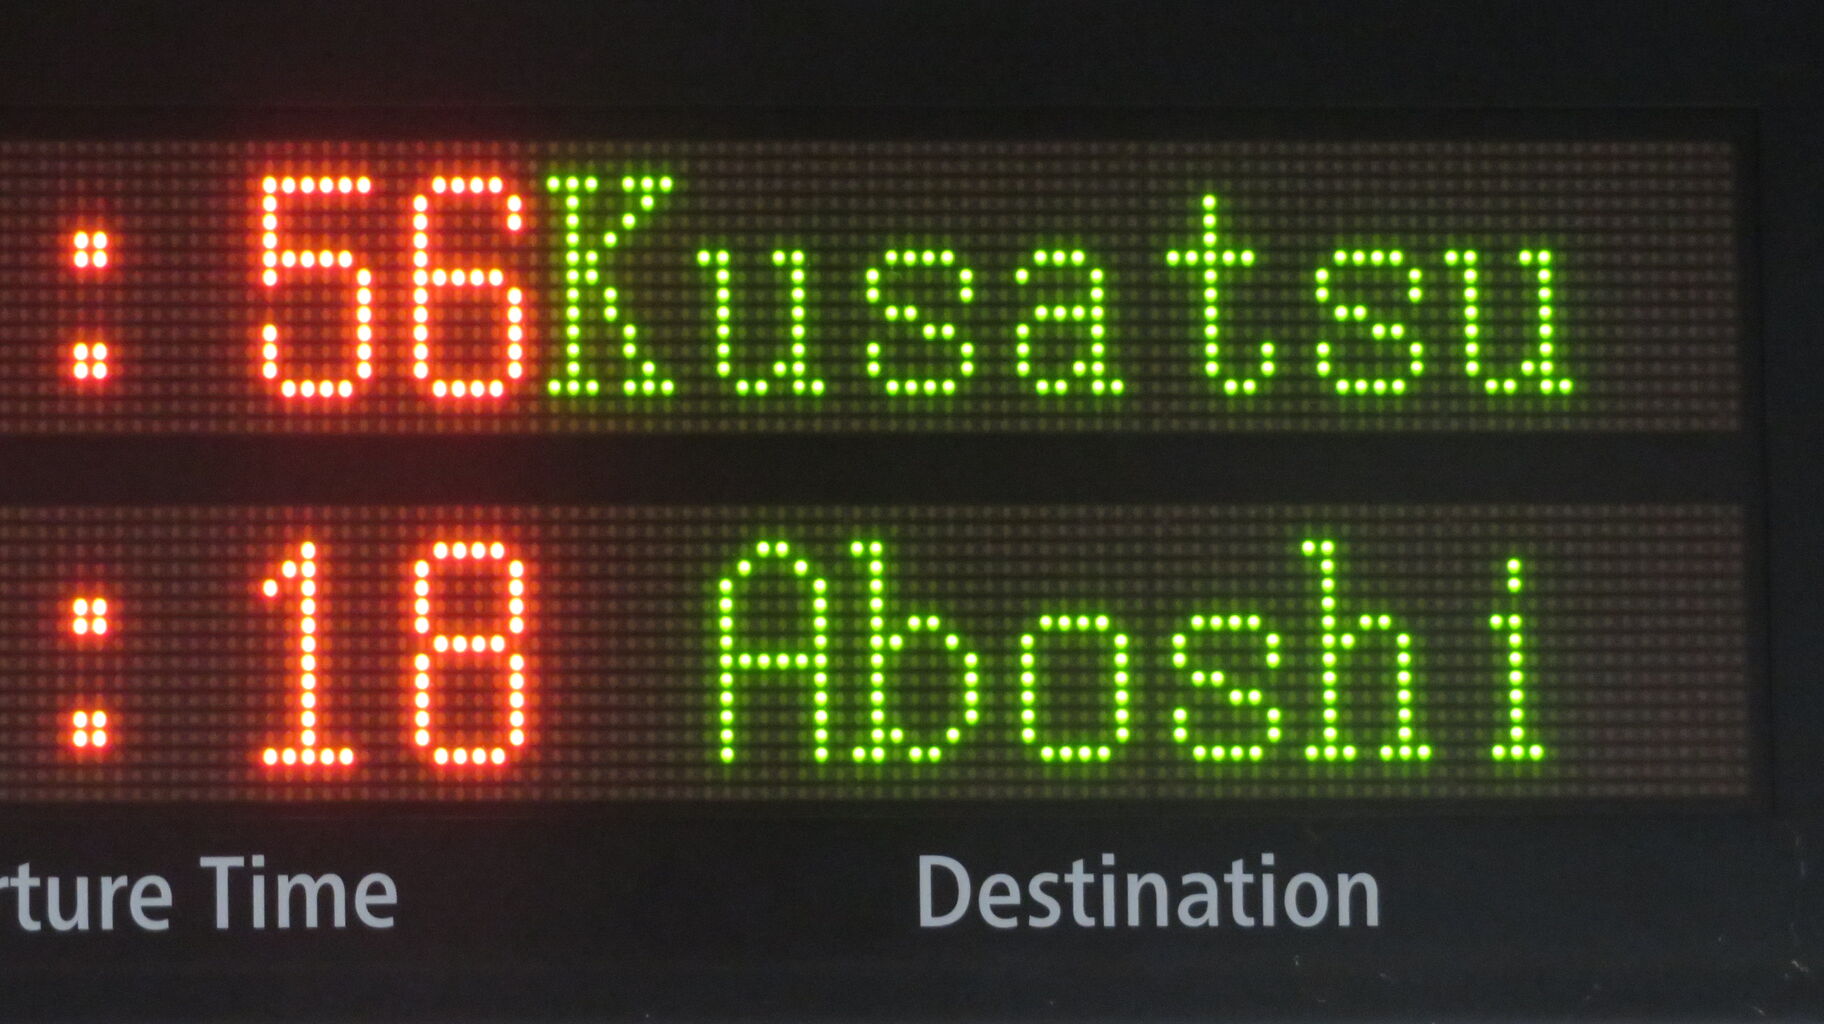 :56 Kusatsu
:18 Aboshi
rture Time Destination